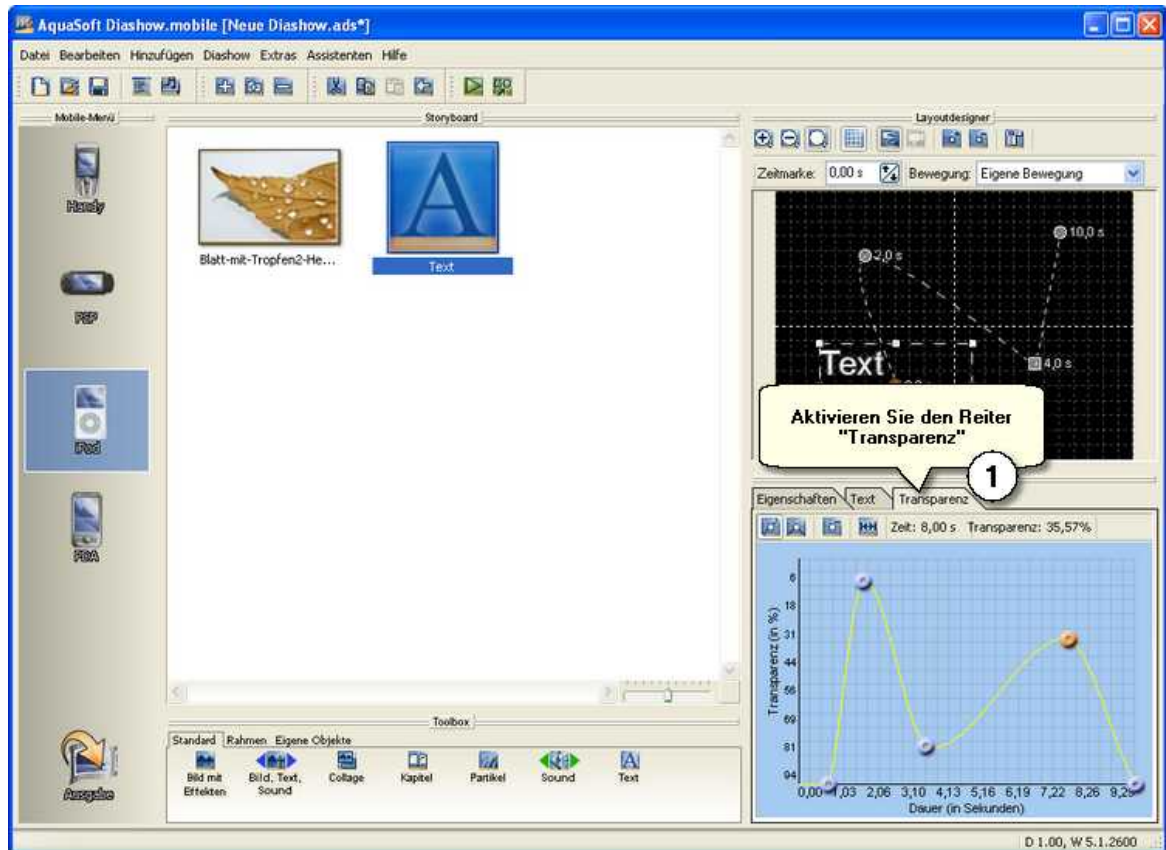 AquaSoft Diashow.mobile [Neue Diashow.ads*]
Datei Bearbeiten Hinzufügen Diashow Extras Assistenten Hilfe
Mobile-Menü
Storyboard
Layoutdesigner
Zeitmarke: 0,00 s Bewegung: Eigene Bewegung
Handy
PSP
iPod
PDA
Ausgabe
Blatt-mit-Tropfen2-He...
A
Text
2,0 s
10,0 s
4,0 s
Text
Aktivieren Sie den Reiter
"Transparenz"
1
Eigenschaften Text Transparenz
Zeit: 8,00 s Transparenz: 35,57%
Transparenz (in %)
6
18
31
44
56
69
81
94
0,00 1,03 2,06 3,10 4,13 5,16 6,19 7,22 8,26 9,29
Dauer (in Sekunden)
Toolbox
Standard Rahmen Eigene Objekte
Bild mit
Effekten
Bild, Text,
Sound
Collage
Kapitel
Partikel
Sound
Text
D 1.00, W 5.1.2600